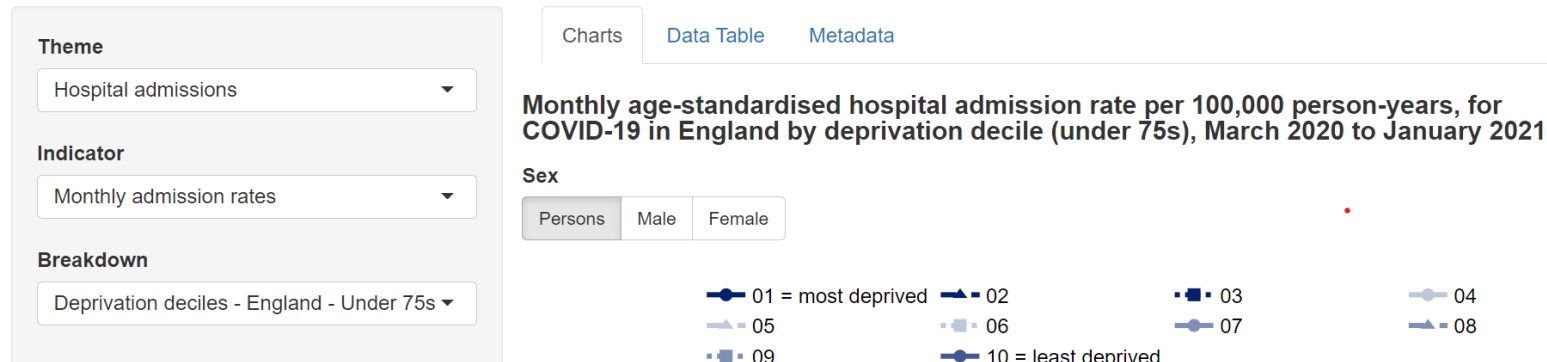 Theme
Hospital admissions
Indicator
Monthly admission rates
Breakdown
Deprivation deciles - England - Under 75s
Charts Data Table Metadata
Monthly age-standardised hospital admission rate per 100,000 person-years, for
COVID-19 in England by deprivation decile (under 75s), March 2020 to January 2021
Sex
Persons Male Female
01 = most deprived 02 03 04
05 06 07 08
09 10 = least deprived